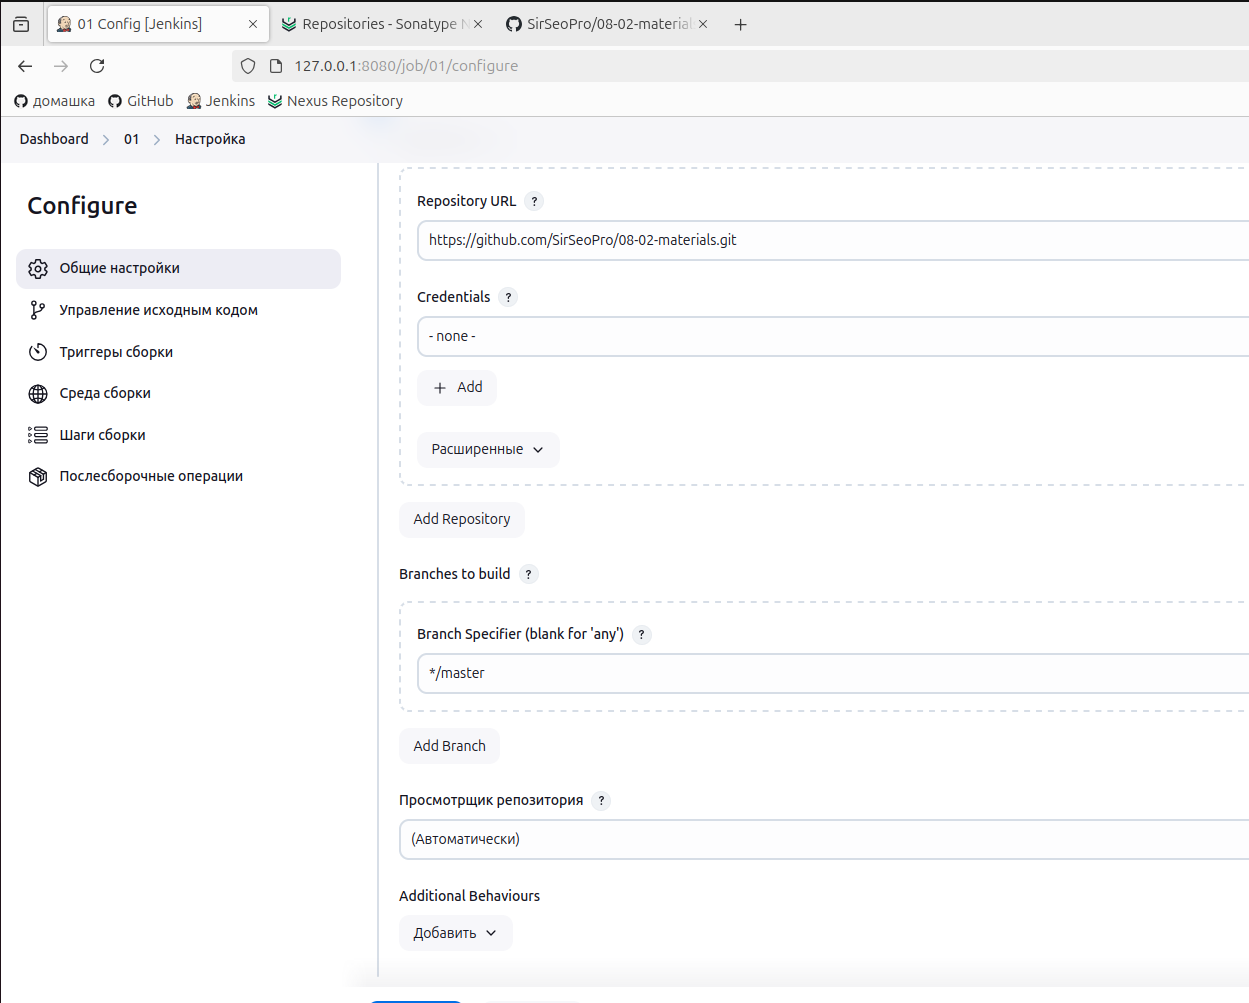 01 Config [Jenkins]
Repositories - Sonatype
SirSeoPro/08-02-material
127.0.0.1:8080/job/01/configure
домашка
GitHub
Jenkins
Nexus Repository
Dashboard
01
Настройка
Configure
Общие настройки
Управление исходным кодом
Триггеры сборки
Среда сборки
Шаги сборки
Послесборочные операции
Repository URL ?
https://github.com/SirSeoPro/08-02-materials.git
Credentials ?
- none -
+ Add
Расширенные
Add Repository
Branches to build ?
Branch Specifier (blank for 'any') ?
*/master
Add Branch
Просмотрщик репозитория ?
(Автоматически)
Additional Behaviours
Добавить